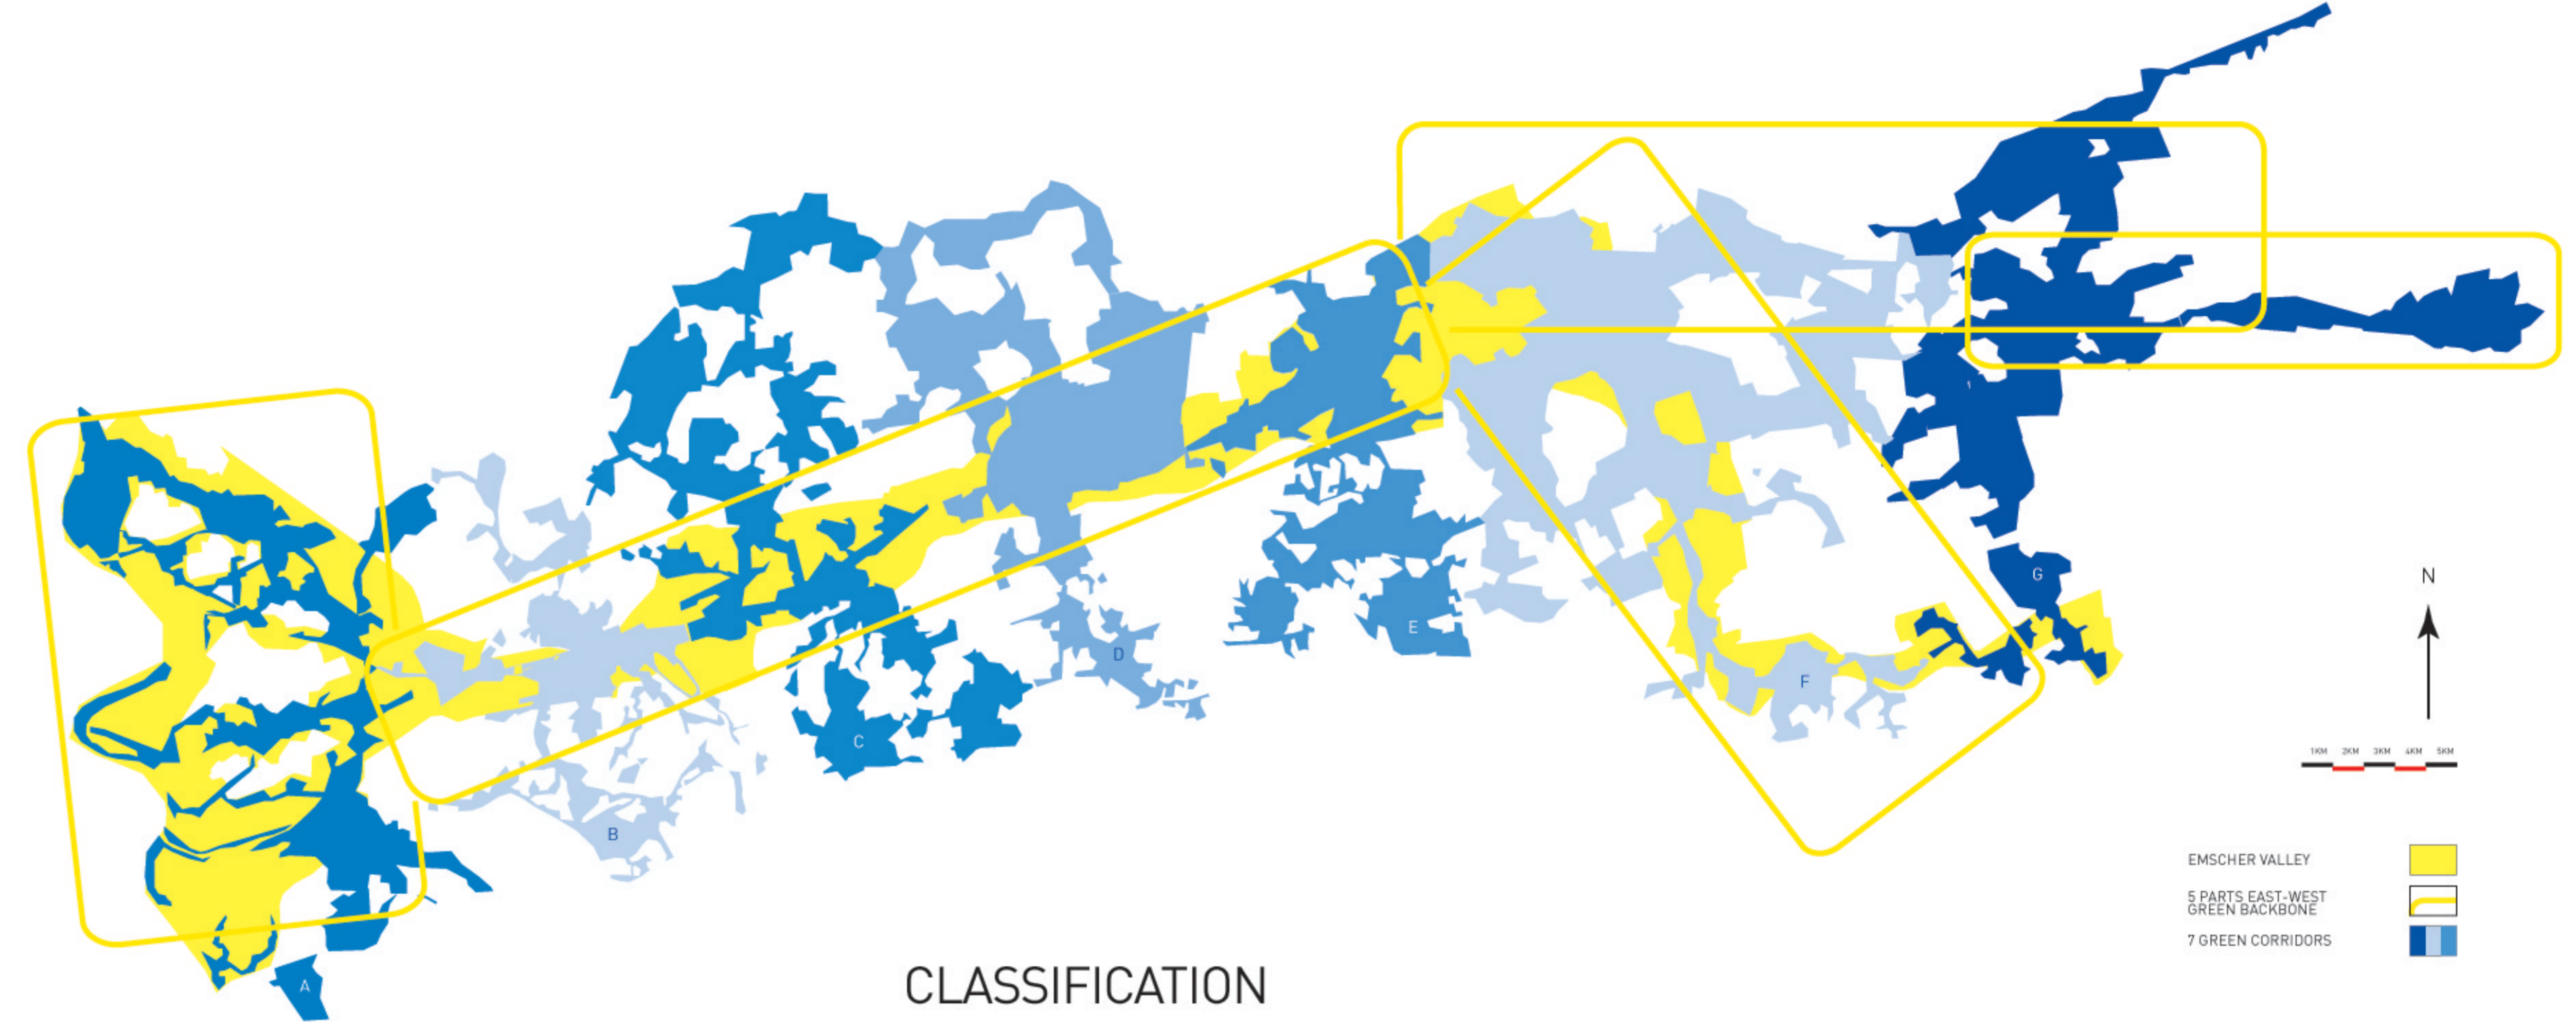 G
E
D
F
C
B
A
N
1KM 2KM 3KM 4KM 5KM
EMSCHER VALLEY
5 PARTS EAST-WEST
GREEN BACKBONE
7 GREEN CORRIDORS
CLASSIFICATION